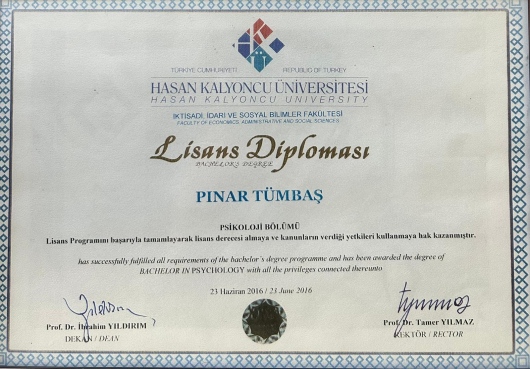 TÜRKİYE CUMHURİYETİ REPUBLIC OF TURKEY
HASAN KALYONCU ÜNİVERSİTESİ
HASAN KALYONCU UNIVERSITY
İKTİSADİ, İDARİ VE SOSYAL BİLİMLER FAKÜLTESİ
FACULTY OF ECONOMICS, ADMINISTRATIVE AND SOCIAL SCIENCES
Lisans Diploması
BACHELOR'S DEGREE
PINAR TÜMBAŞ
PSİKOLOJİ BÖLÜMÜ
Lisans Programını başarıyla tamamlayarak lisans derecesi almaya ve kanunların verdiği yetkileri kullanmaya hak kazanmıştır.
has successfully fulfilled all requirements of the bachelor's degree programme and has been awarded the degree of
BACHELOR IN PSYCHOLOGY with all the privileges connected thereunto
23 Haziran 2016 / 23 June 2016
Prof. Dr. İbrahim YILDIRIM
DEKAN / DEAN
Prof. Dr. Tamer YILMAZ
REKTÖR / RECTOR